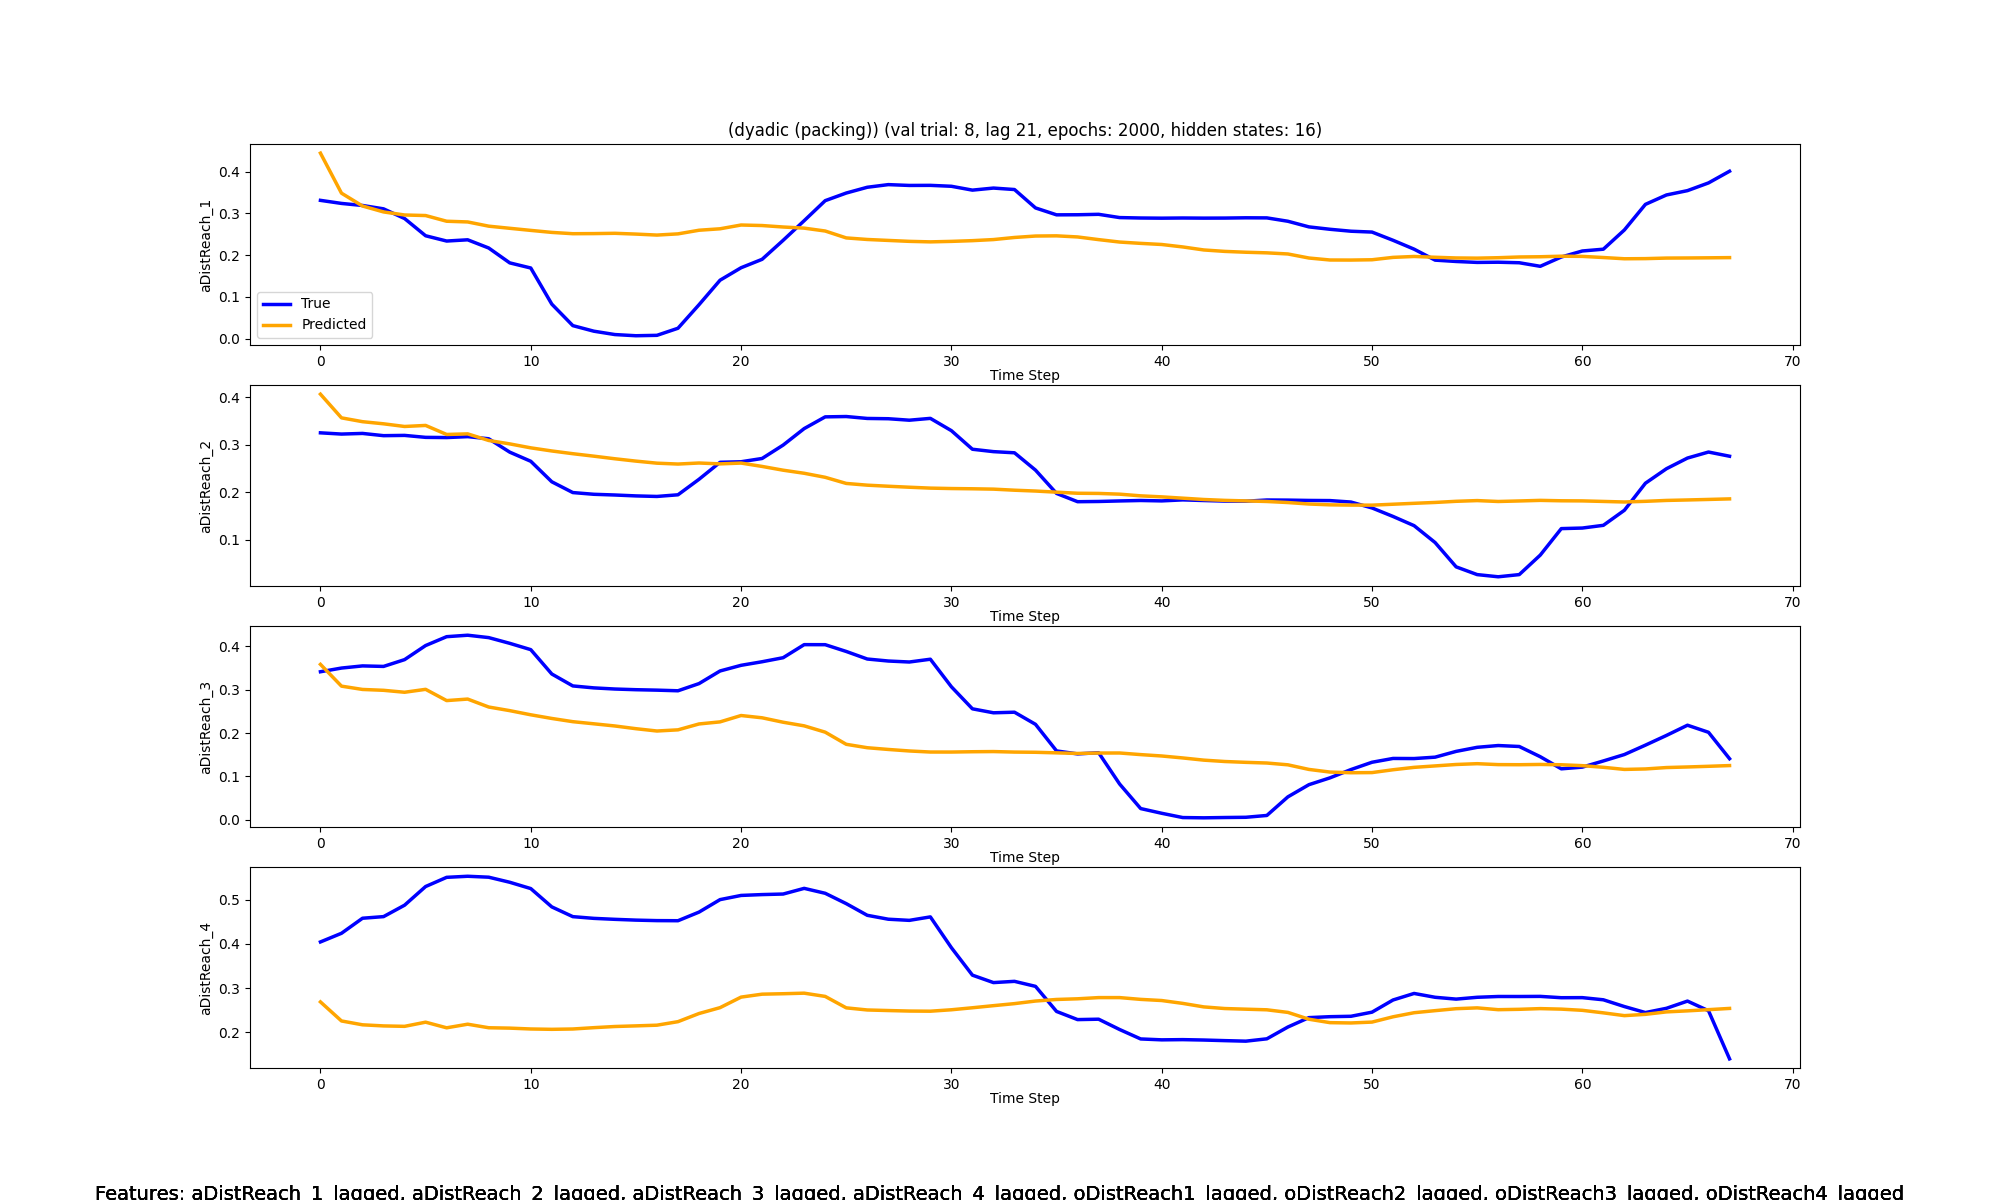 (dyadic (packing)) (val trial: 8, lag 21, epochs: 2000, hidden states: 16)
aDistReach_1
0.4
0.3
0.2
0.1
0.0
True
Predicted
0 10 20 30 40 50 60 70
Time Step
aDistReach_2
0.4
0.3
0.2
0.1
0 10 20 30 40 50 60 70
Time Step
aDistReach_3
0.4
0.3
0.2
0.1
0.0
0 10 20 30 40 50 60 70
Time Step
aDistReach_4
0.5
0.4
0.3
0.2
0 10 20 30 40 50 60 70
Time Step
Features: aDistReach_1_lagged, aDistReach_2_lagged, aDistReach_3_lagged, aDistReach_4_lagged, oDistReach1_lagged, oDistReach2_lagged, oDistReach3_lagged, oDistReach4_lagged